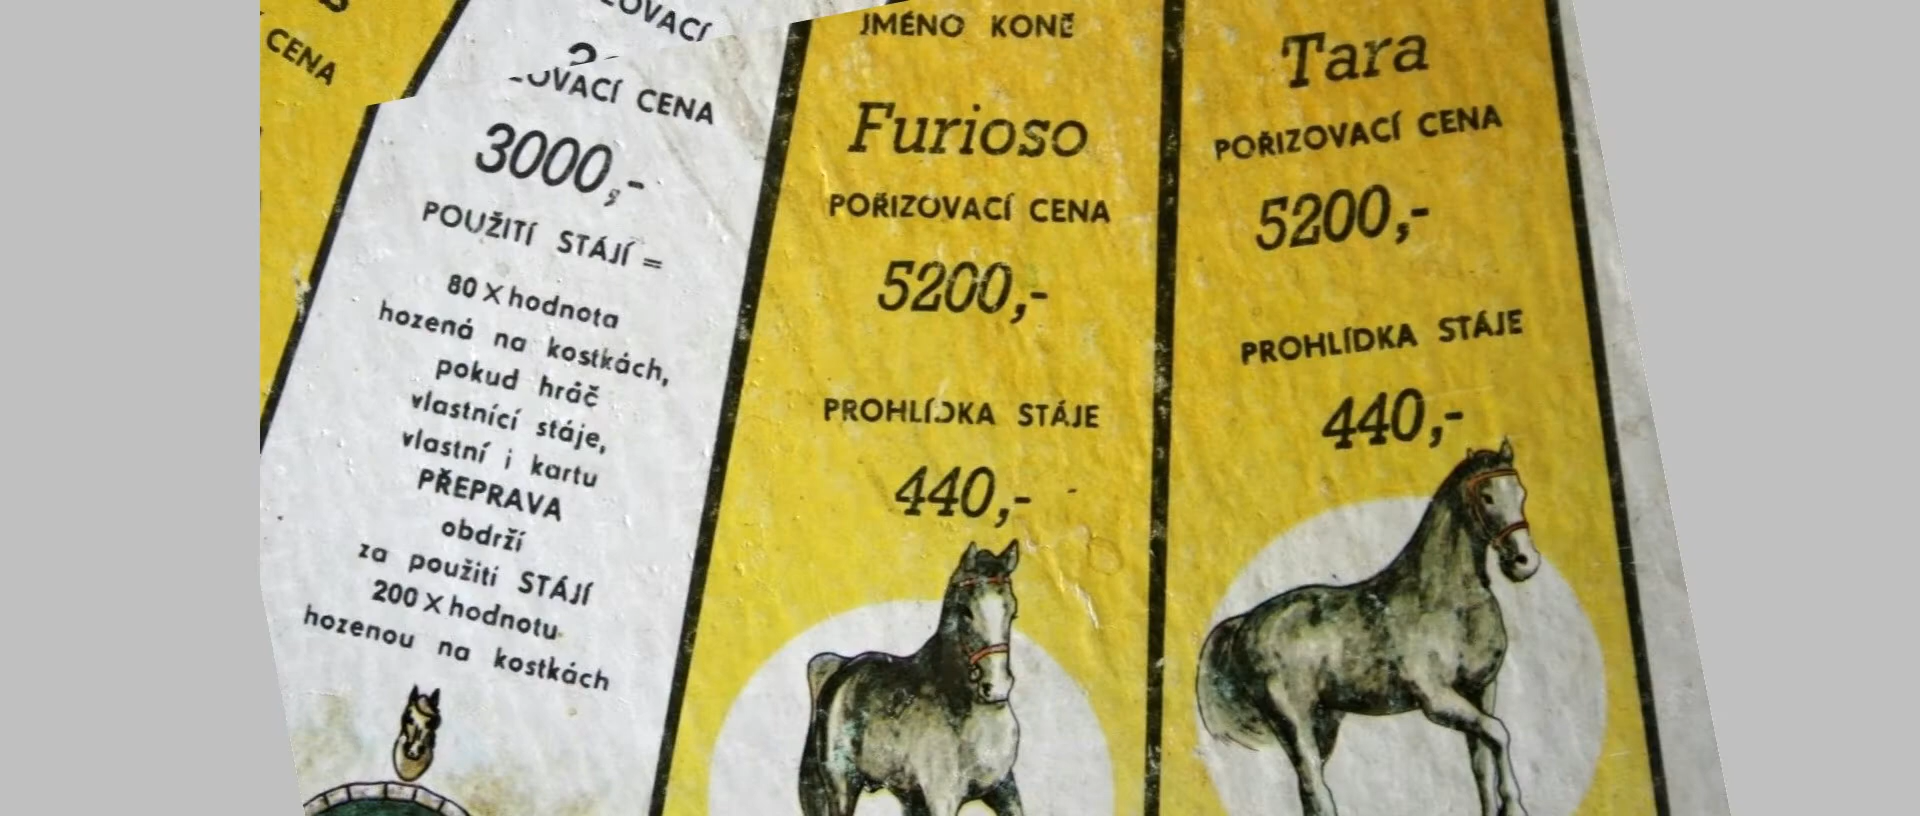 CENA
CENA
3000,-
POUŽITÍ STÁJÍ =
80 X hodnota
hozená na kostkách,
pokud hráč
vlastnící stáje,
vlastní i kartu
PŘEPRAVA
obdrží
za použití STÁJÍ
200 X hodnotu
hozenou na kostkách
JMÉNO KONĚ
Furioso
POŘIZOVACÍ CENA
5200,-
PROHLÍDKA STÁJE
440,-
Tara
POŘIZOVACÍ CENA
5200,-
PROHLÍDKA STÁJE
440,-